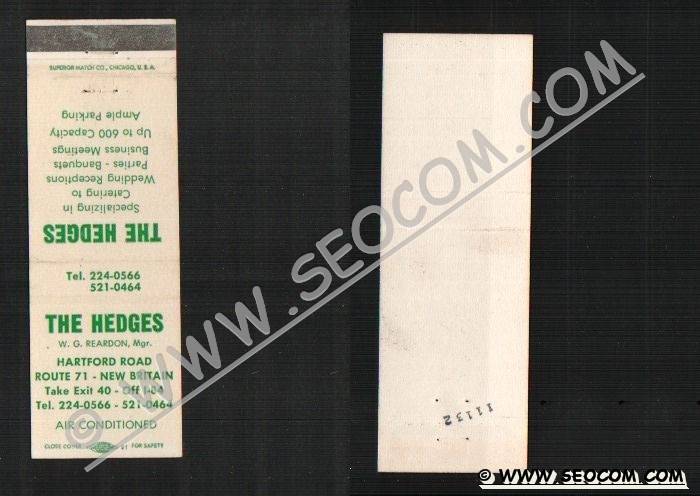 SUPERIOR MATCH CO., CHICAGO, U.S.A.
Ample Parking
Up to 600 Capacity
Business Meetings
Parties - Banquets
Wedding Receptions
Catering to
Specializing in
THE HEDGES
Tel. 224-0566
521-0464
THE HEDGES
W. G. REARDON, Mgr.
HARTFORD ROAD
ROUTE 71 - NEW BRITAIN
Take Exit 40 - Off I-84
Tel. 224-0566 - 521-0464
AIR CONDITIONED
CLOSE COVER FOR SAFETY
11132
© WWW.SEOCOM.COM
© WWW.SEOCOM.COM